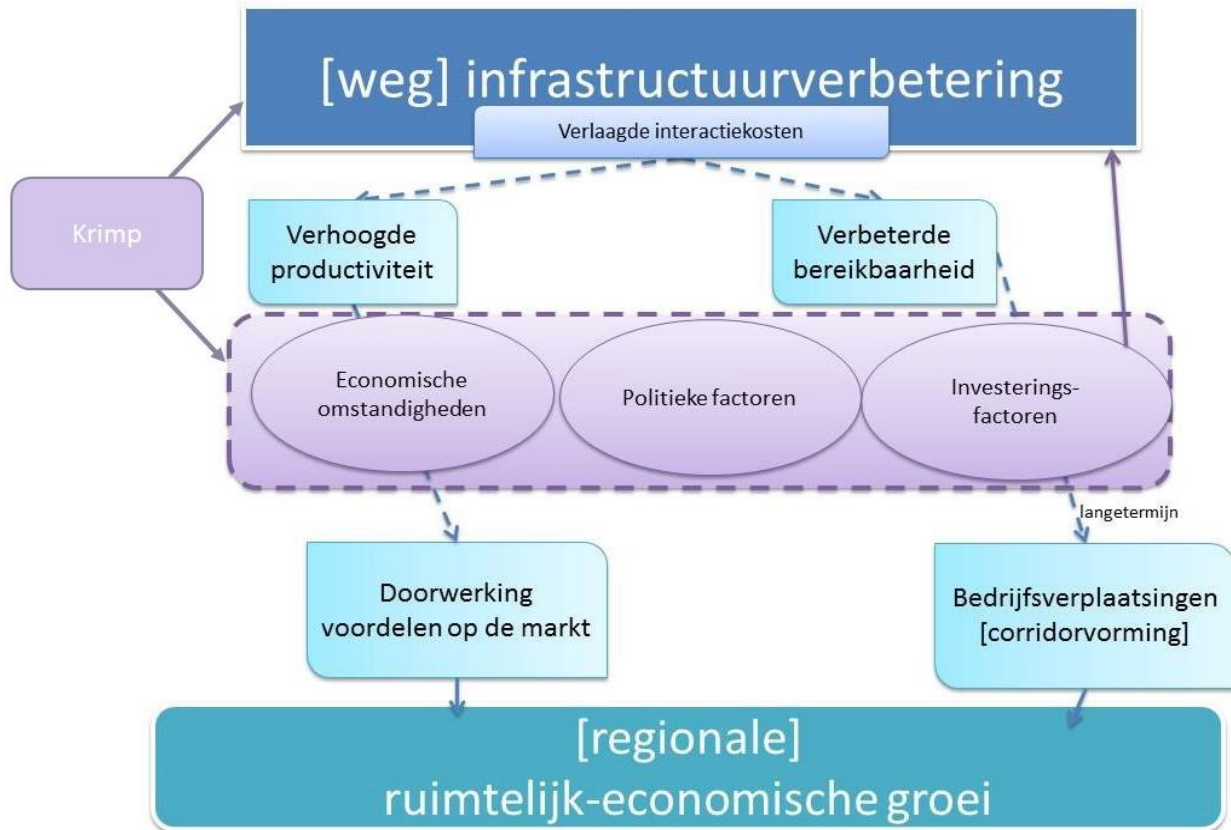 [weg] infrastructuurverbetering
Verlaagde interactiekosten
Krimp
Verhoogde
productiviteit
Verbeterde
bereikbaarheid
Economische
omstandigheden
Politieke factoren
Investerings-
factoren
langetermijn
Doorwerking
voordelen op de markt
Bedrijfsverplaatsingen
[corridorvorming]
[regionale]
ruimtelijk-economische groei